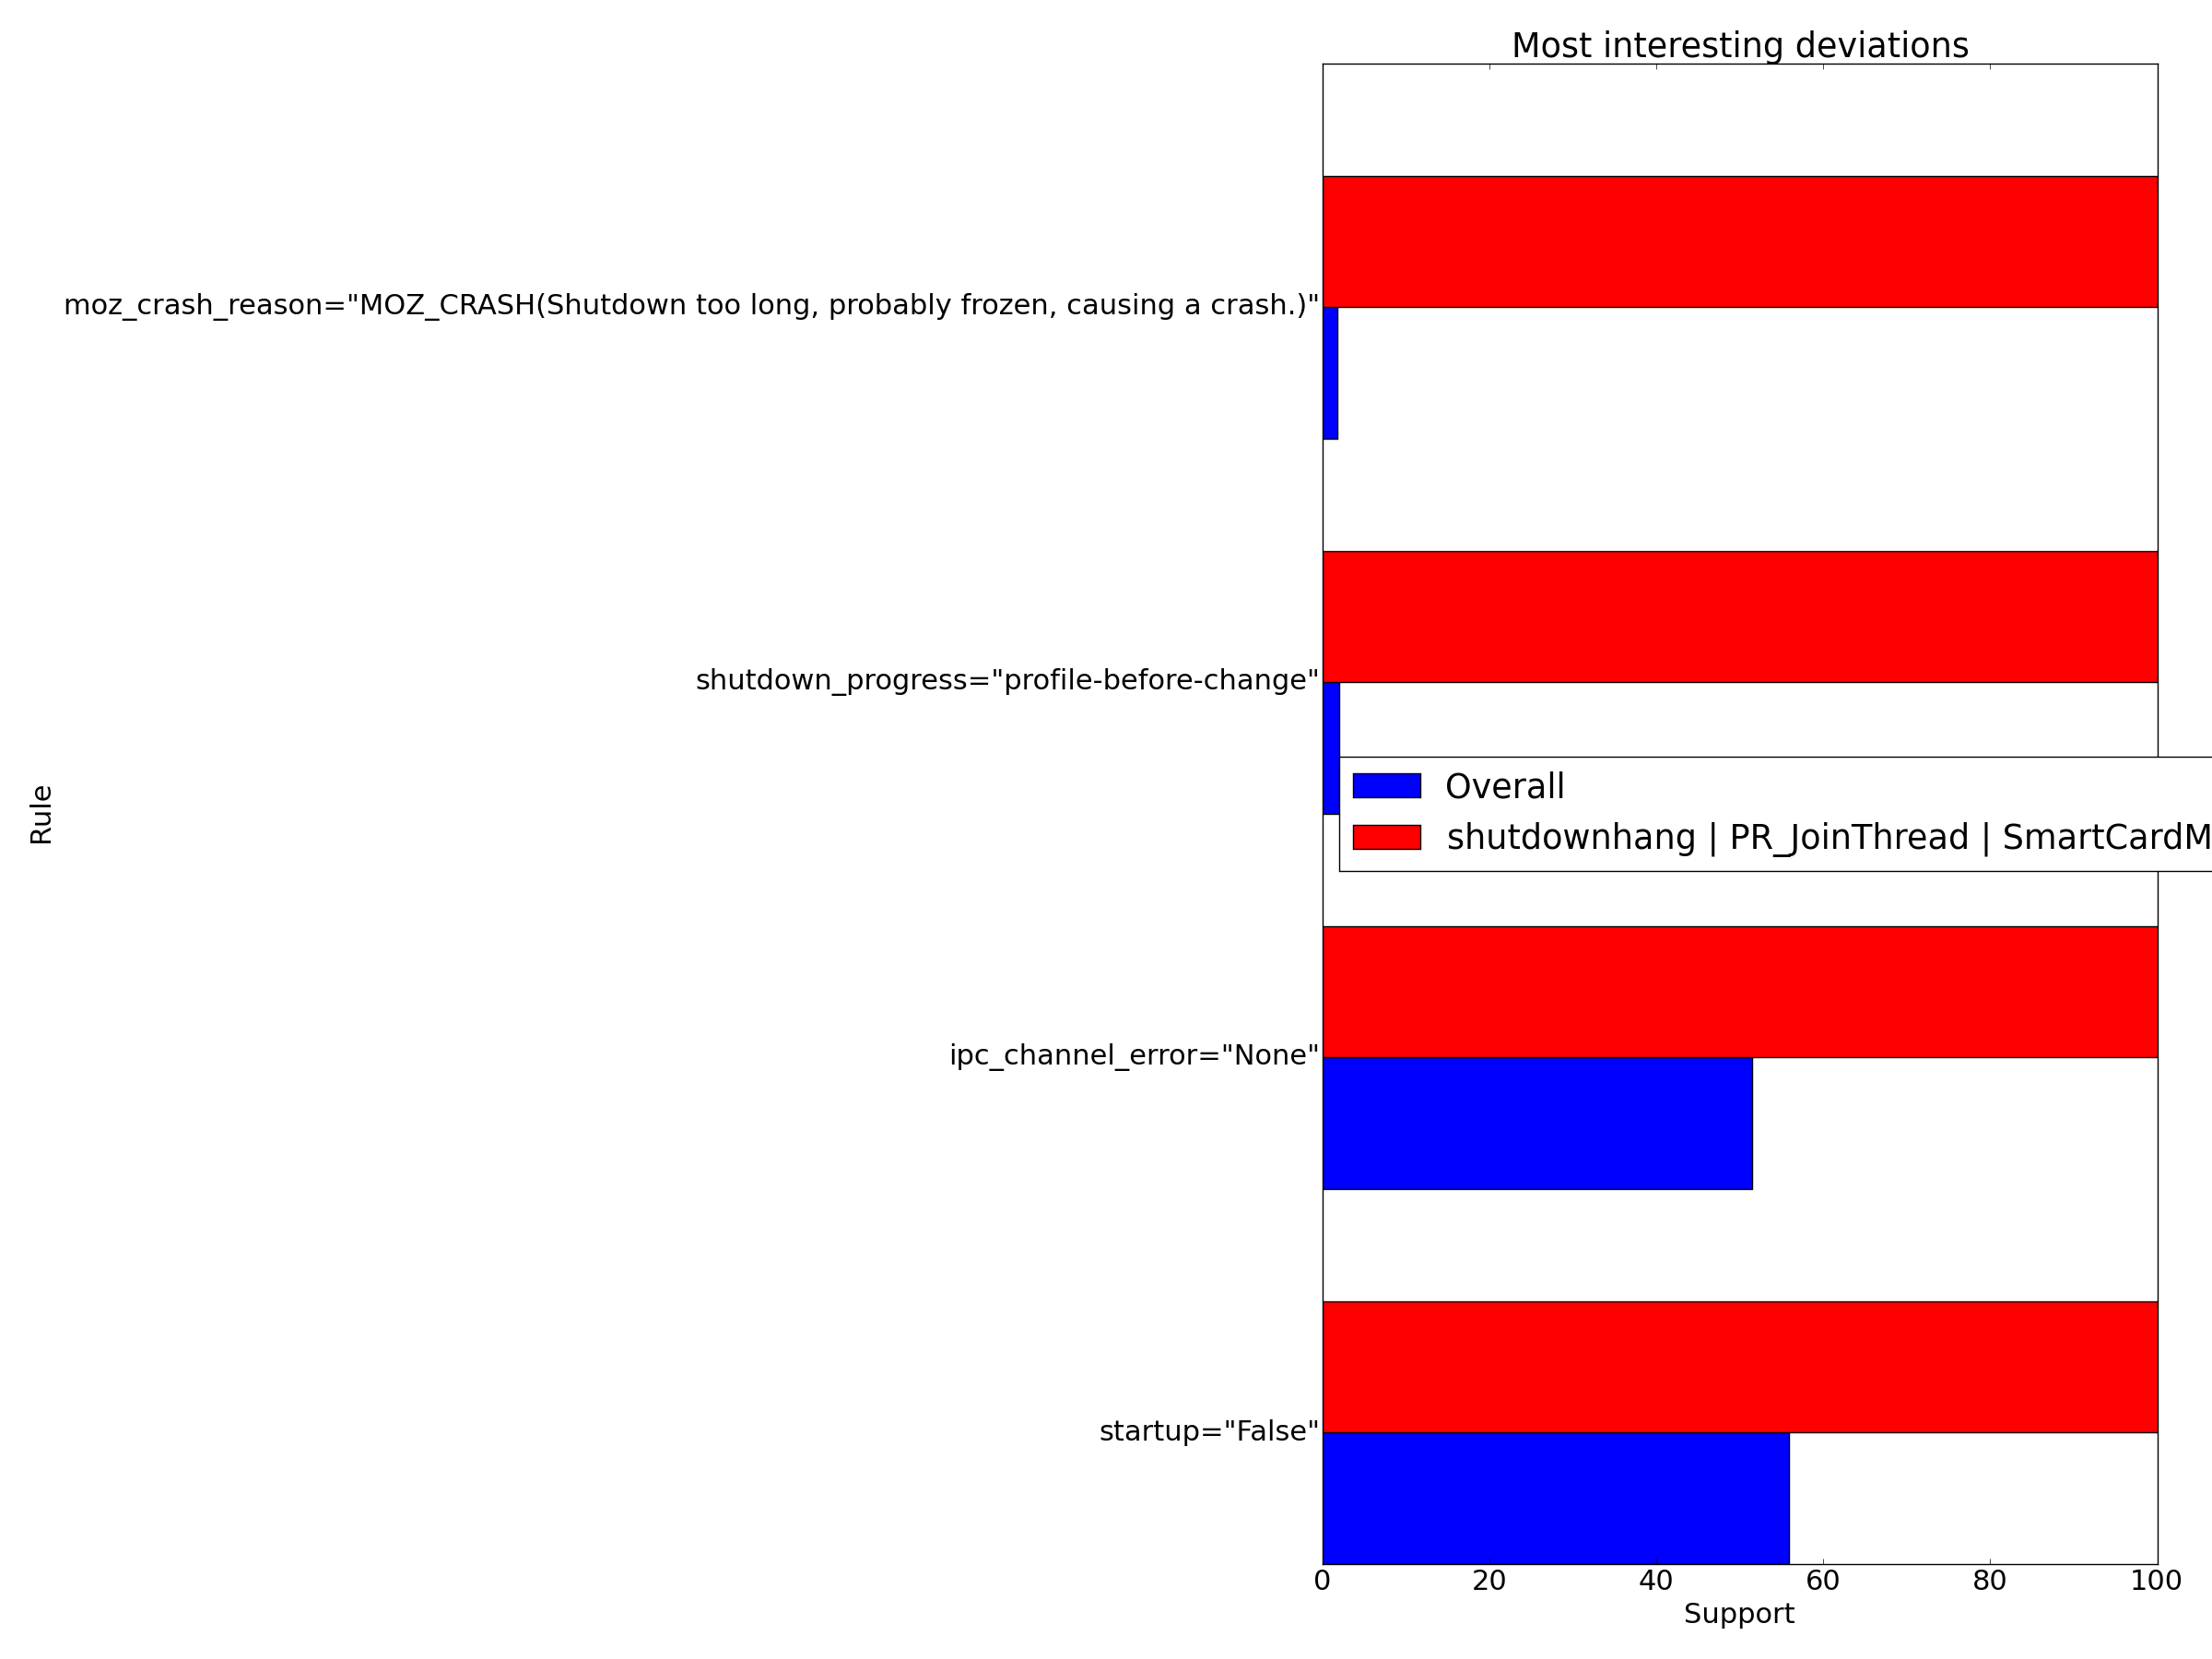 Most interesting deviations
moz_crash_reason="MOZ_CRASH(Shutdown too long, probably frozen, causing a crash.)"
shutdown_progress="profile-before-change"
Rule
Overall
shutdownhang | PR_JoinThread | SmartCardM
ipc_channel_error="None"
startup="False"
0 20 40 60 80 100
Support